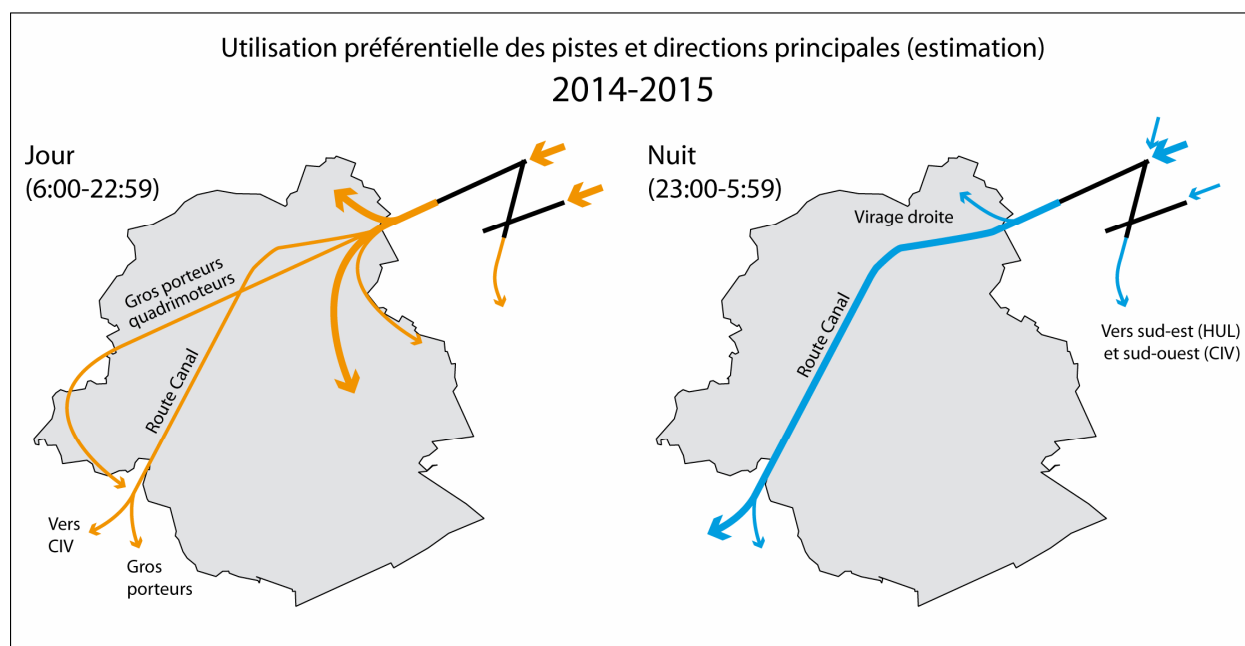 Utilisation préférentielle des pistes et directions principales (estimation)
2014-2015
Jour
(6:00-22:59)
Gros porteurs
quadrimoteurs
Route Canal
Vers
CIV
Gros
porteurs
Nuit
(23:00-5:59)
Virage droite
Route Canal
Vers sud-est (HUL)
et sud-ouest (CIV)